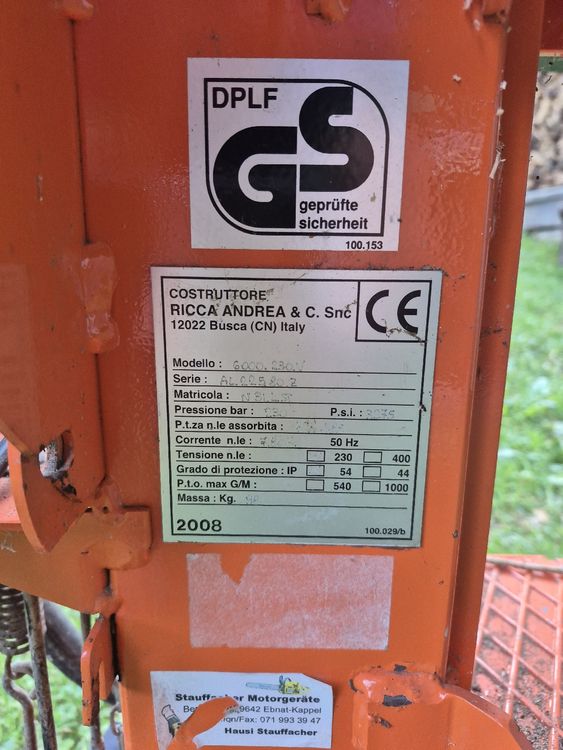 DPLF
GS
geprüfte
sicherheit
100.153
COSTRUTTORE
RICCA ANDREA & C. Snc
12022 Busca (CN) Italy
CE
Modello :
Serie :
Matricola :
Pressione bar : P.s.i. :
P.t.za n.le assorbita :
Corrente n.le : 50 Hz
Tensione n.le : 230 400
Grado di protezione : IP 54 44
P.t.o. max G/M : 540 1000
Massa : Kg.
2008 100.029/b
Stauffacher Motorgeräte
9642 Ebnat-Kappel
/Fax: 071 993 39 47
Hausi Stauffacher